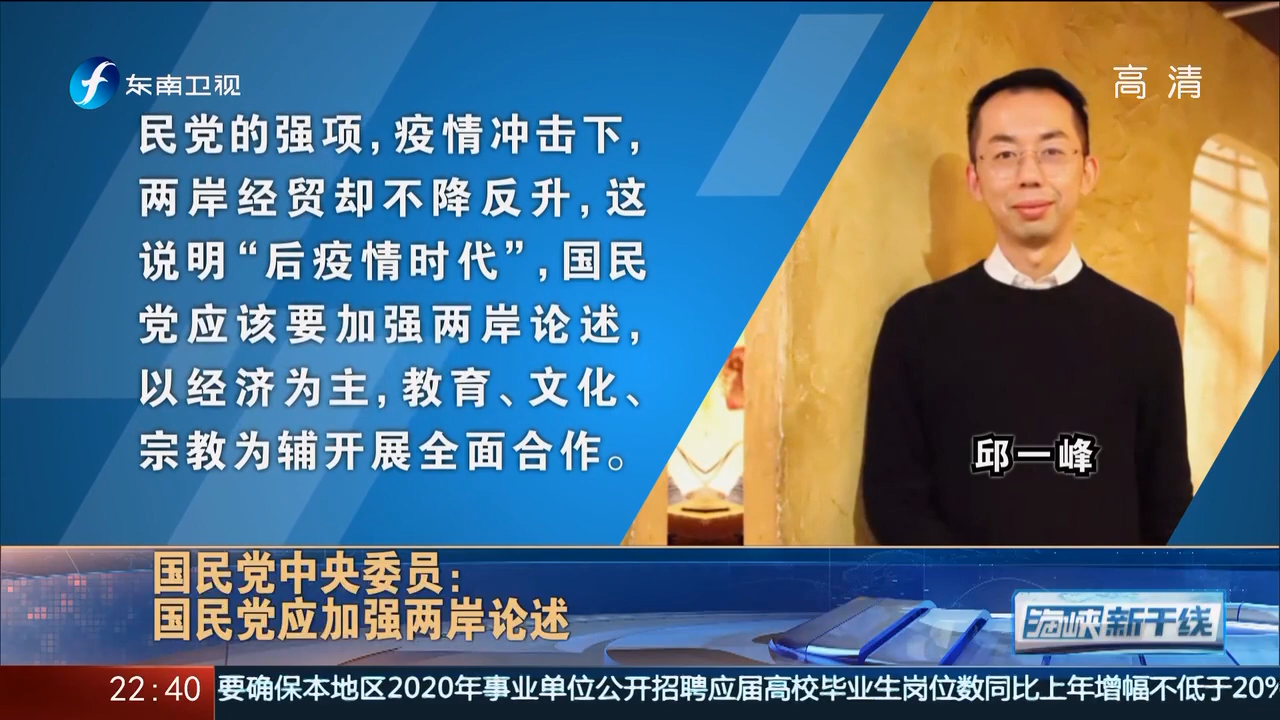 东南卫视
高清
民党的强项,疫情冲击下,
两岸经贸却不降反升,这
说明“后疫情时代”,国民
党应该要加强两岸论述,
以经济为主,教育、文化、
宗教为辅开展全面合作。
邱一峰
国民党中央委员:
国民党应加强两岸论述
海峡新干线
22:40
要确保本地区2020年事业单位公开招聘应届高校毕业生岗位数同比上年增幅不低于20%